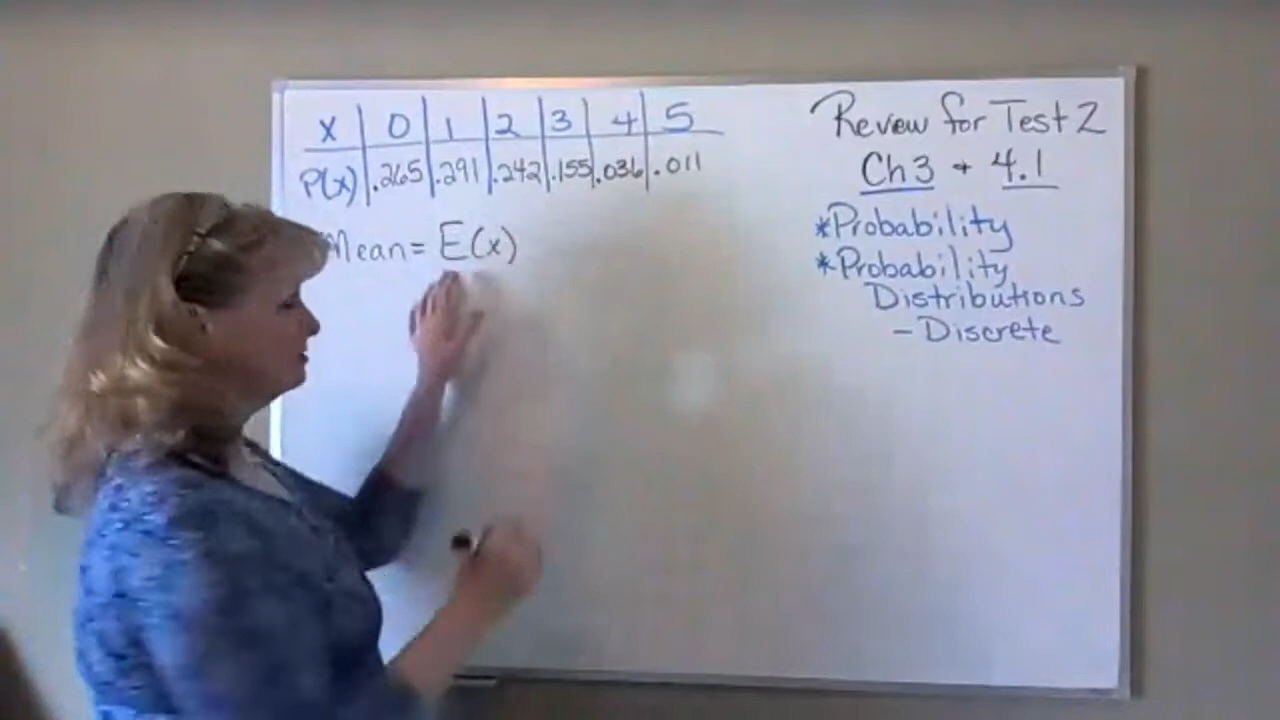 x 0 1 2 3 4 5
P(x) .265 .291 .242 .155 .036 .011
Mean = E(x)
Review for Test 2
Ch 3 + 4.1
*Probability
*Probability
Distributions
- Discrete